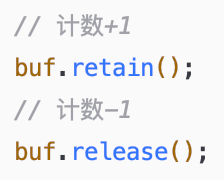 // 计数+1
buf.retain();
// 计数-1
buf.release();